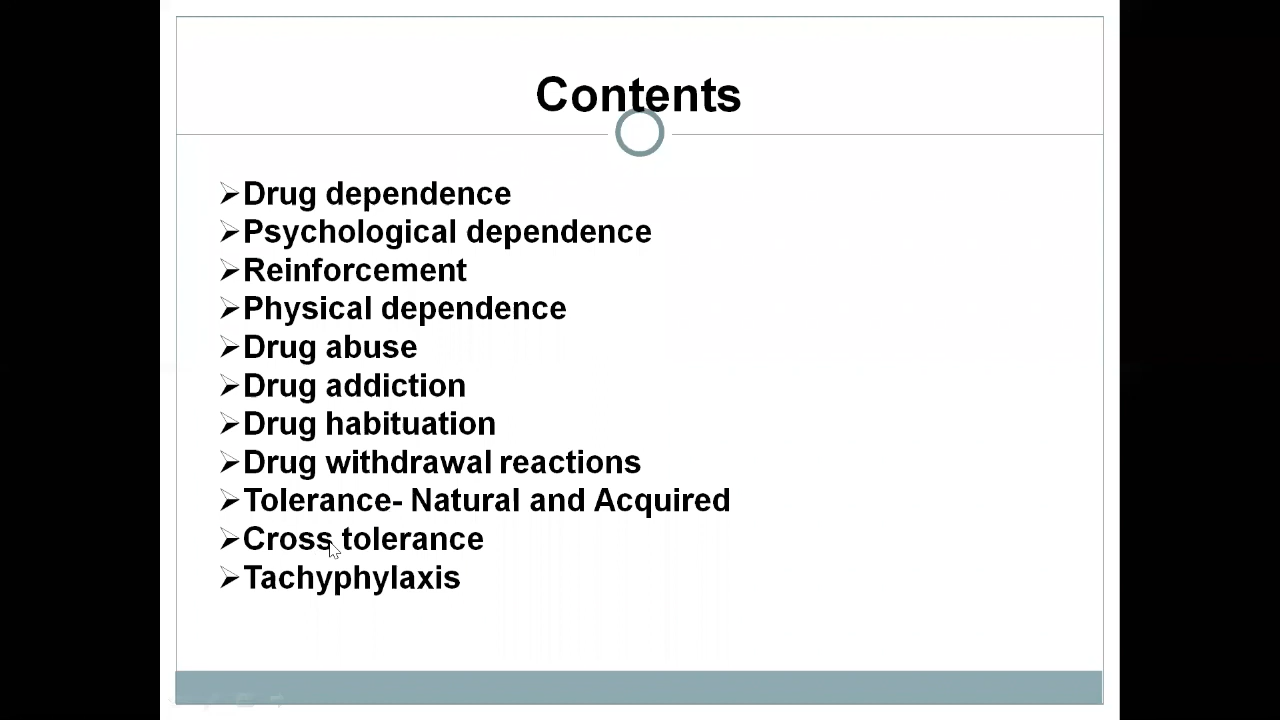 Contents
➢Drug dependence
➢Psychological dependence
➢Reinforcement
➢Physical dependence
➢Drug abuse
➢Drug addiction
➢Drug habituation
➢Drug withdrawal reactions
➢Tolerance- Natural and Acquired
➢Cross tolerance
➢Tachyphylaxis